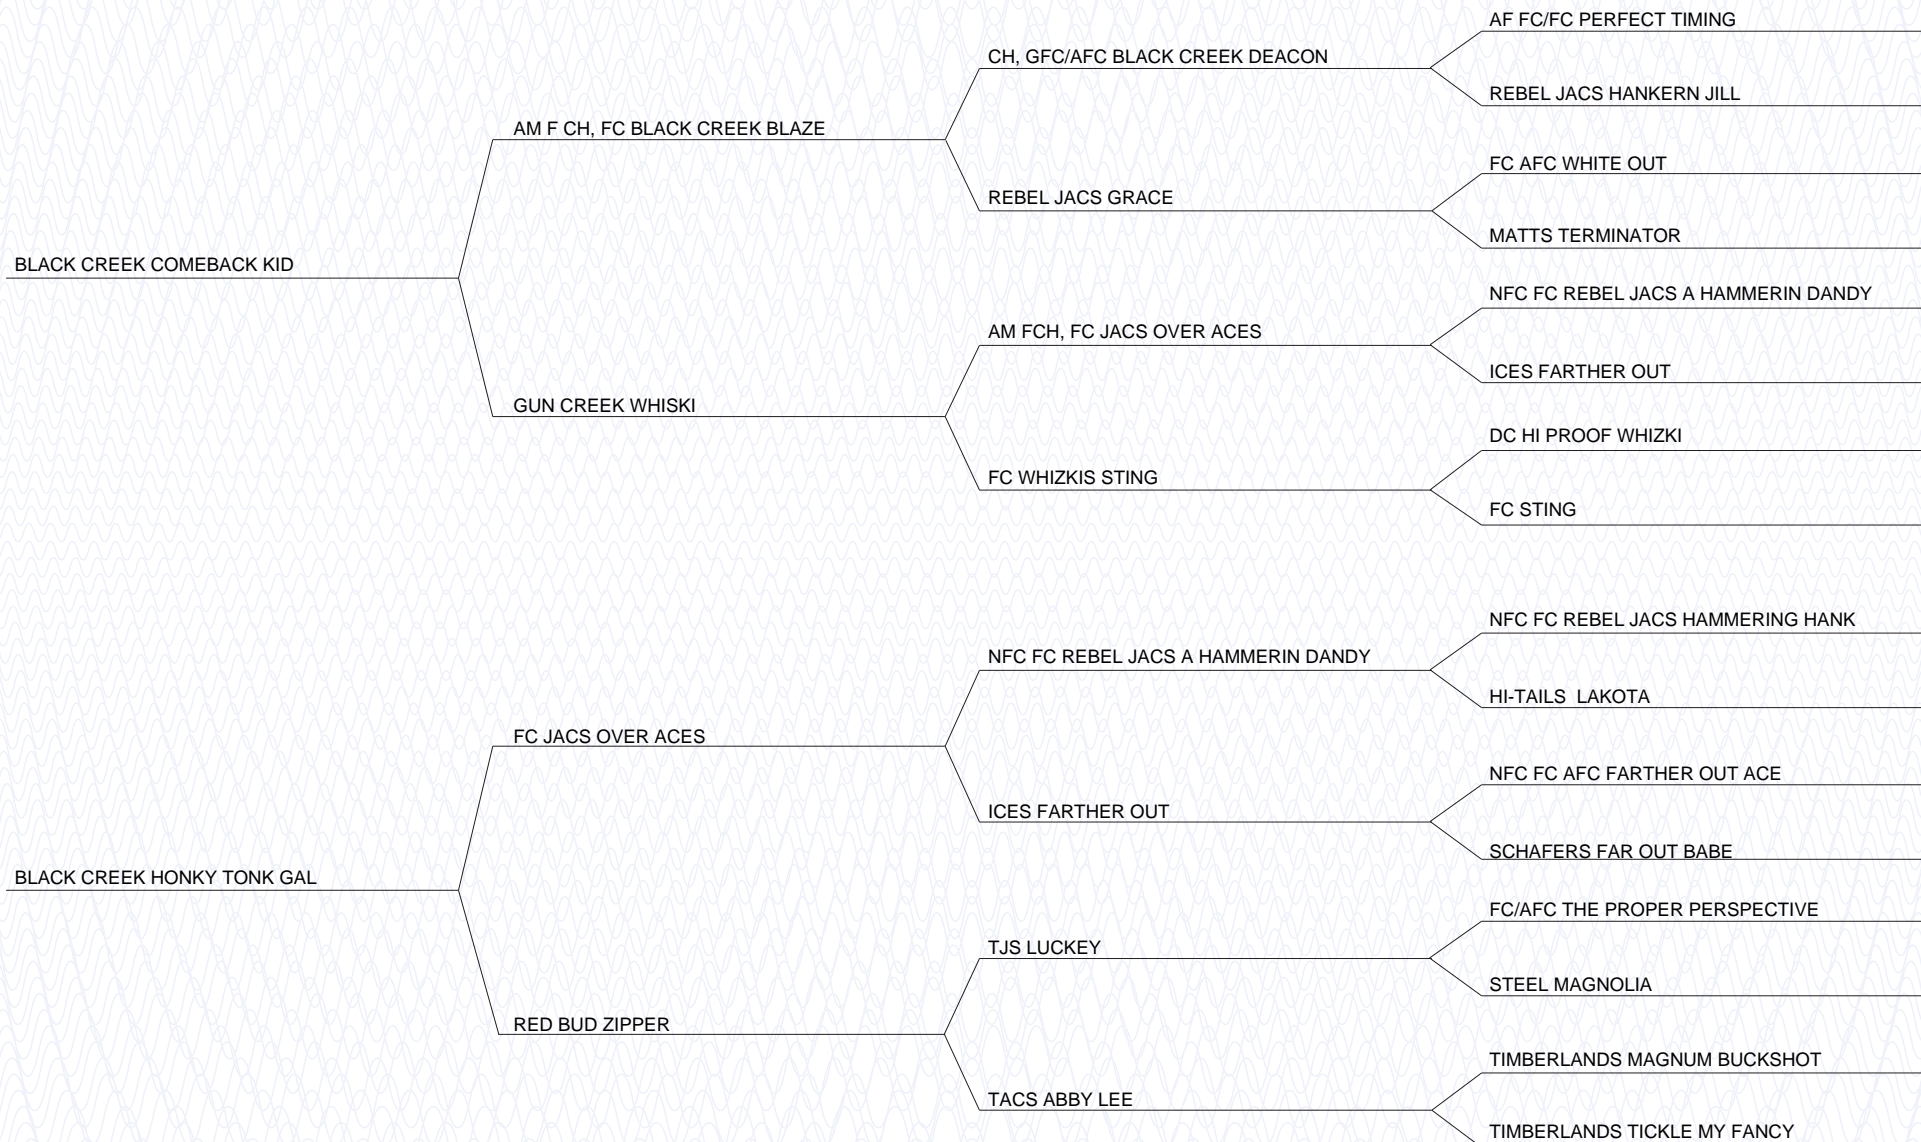 AF FC/FC PERFECT TIMING
CH, GFC/AFC BLACK CREEK DEACON
REBEL JACS HANKERN JILL
AM F CH, FC BLACK CREEK BLAZE
FC AFC WHITE OUT
REBEL JACS GRACE
MATTS TERMINATOR
BLACK CREEK COMEBACK KID
NFC FC REBEL JACS A HAMMERIN DANDY
AM FCH, FC JACS OVER ACES
ICES FARTHER OUT
GUN CREEK WHISKI
DC HI PROOF WHIZKI
FC WHIZKIS STING
FC STING
NFC FC REBEL JACS HAMMERING HANK
NFC FC REBEL JACS A HAMMERIN DANDY
HI-TAILS  LAKOTA
FC JACS OVER ACES
NFC FC AFC FARTHER OUT ACE
ICES FARTHER OUT
SCHAFERS FAR OUT BABE
BLACK CREEK HONKY TONK GAL
FC/AFC THE PROPER PERSPECTIVE
TJS LUCKEY
STEEL MAGNOLIA
RED BUD ZIPPER
TIMBERLANDS MAGNUM BUCKSHOT
TACS ABBY LEE
TIMBERLANDS TICKLE MY FANCY